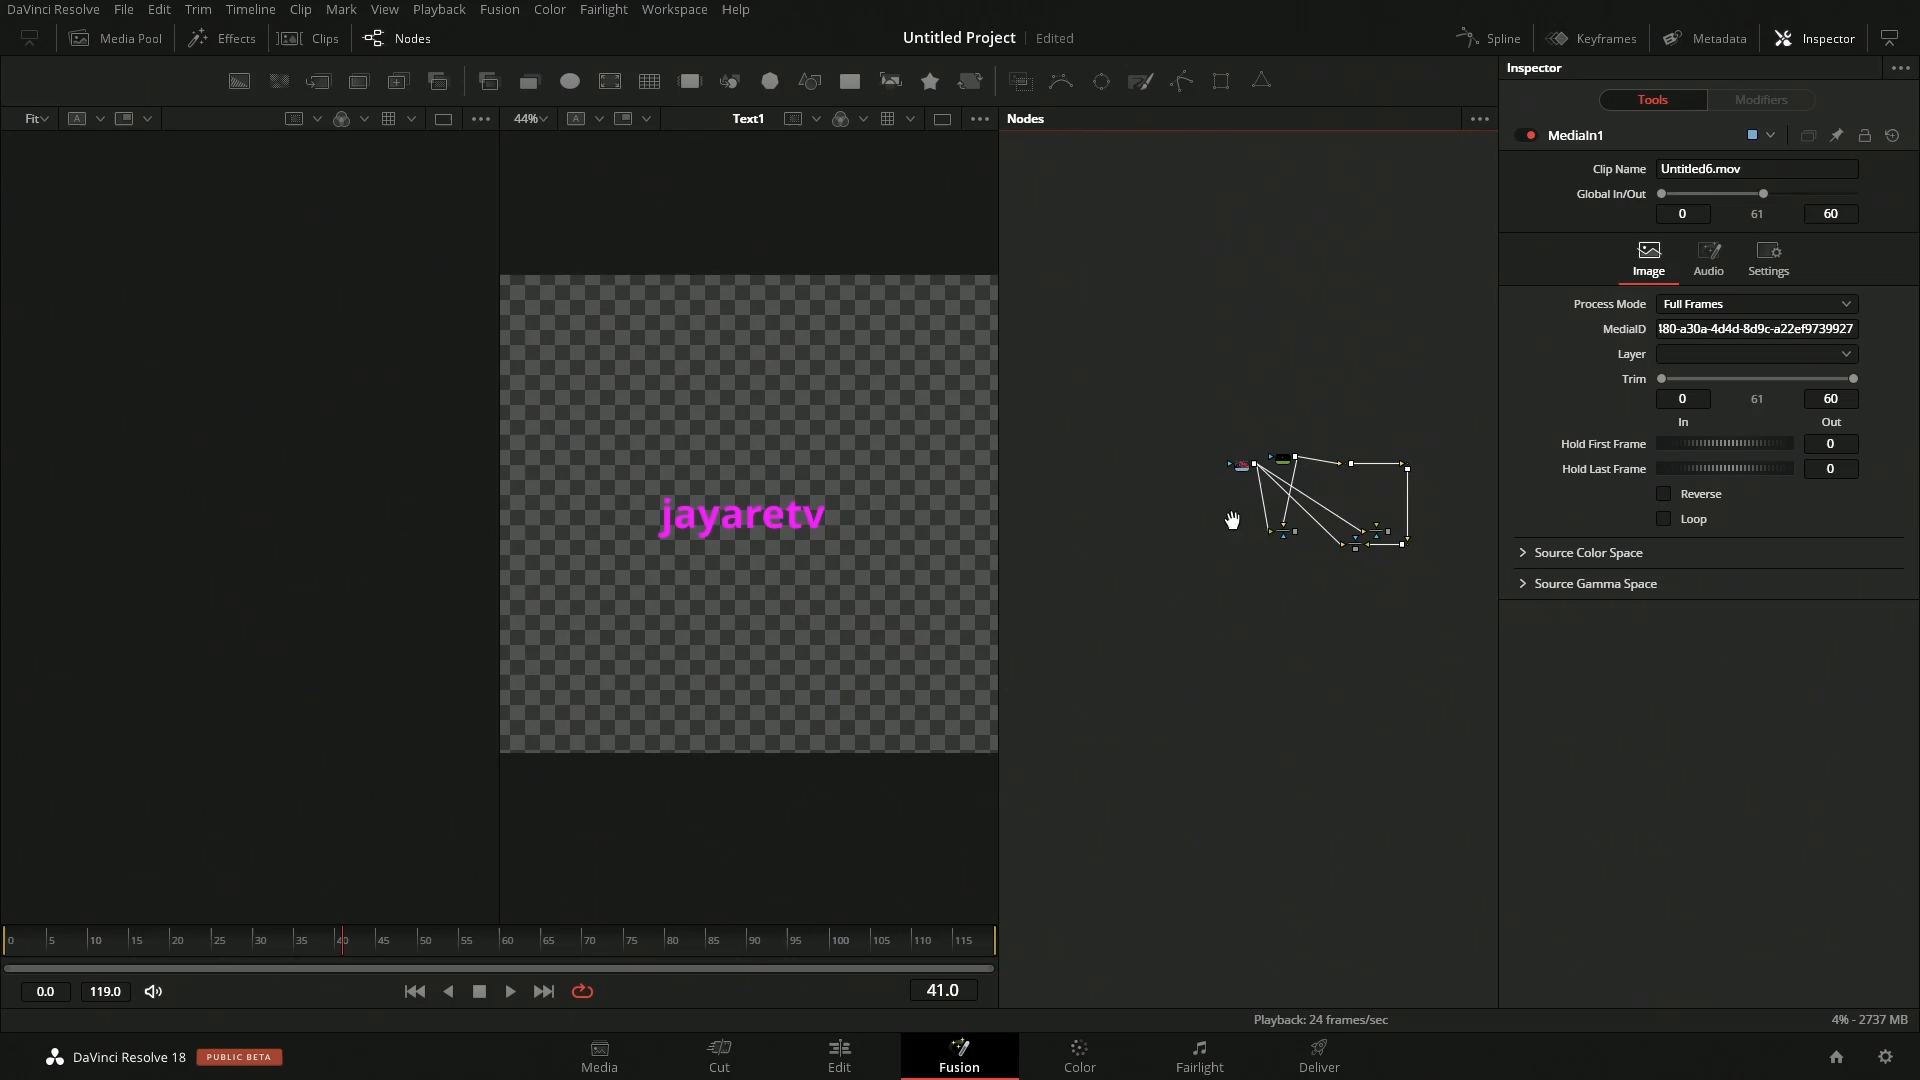 DaVinci Resolve File Edit Trim Timeline Clip Mark View Playback Fusion Color Fairlight Workspace Help
Media Pool Effects Clips Nodes Untitled Project Edited Spline Keyframes Metadata Inspector
Inspector
Tools Modifiers
Fit A 44% A Text1 Nodes
MediaIn1
Clip Name Untitled6.mov
Global In/Out
0 61 60
Image Audio Settings
Process Mode Full Frames
MediaID 480-a30a-4d4d-8d9c-a22ef9739927
Layer
Trim
0 61 60
In Out
Hold First Frame 0
Hold Last Frame 0
Reverse
Loop
Source Color Space
Source Gamma Space
jayaretv
0 5 10 15 20 25 30 35 40 45 50 55 60 65 70 75 80 85 90 95 100 105 110 115
0.0 119.0 41.0
Playback: 24 frames/sec 4% - 2737 MB
DaVinci Resolve 18 PUBLIC BETA
Media Cut Edit Fusion Color Fairlight Deliver